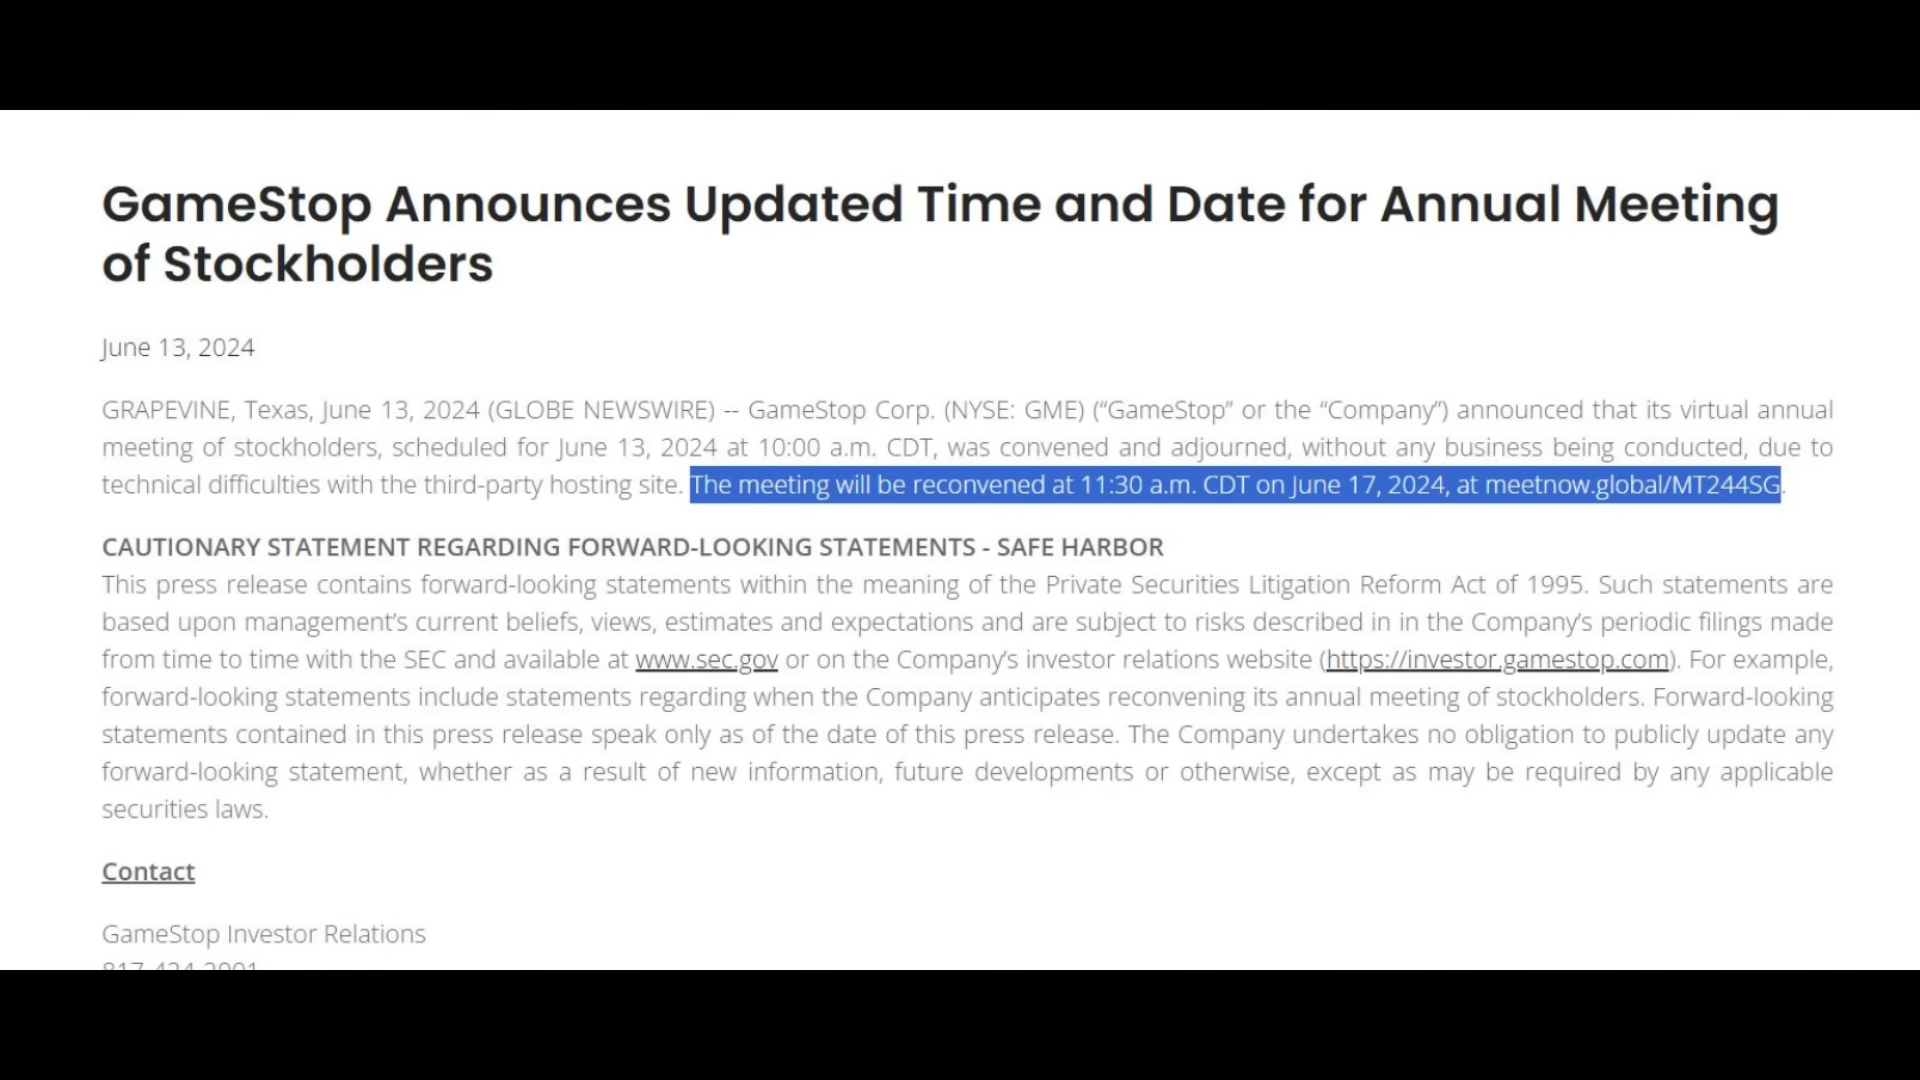 GameStop Announces Updated Time and Date for Annual Meeting
of Stockholders
June 13, 2024
GRAPEVINE, Texas, June 13, 2024 (GLOBE NEWSWIRE) -- GameStop Corp. (NYSE: GME) (“GameStop” or the “Company”) announced that its virtual annual
meeting of stockholders, scheduled for June 13, 2024 at 10:00 a.m. CDT, was convened and adjourned, without any business being conducted, due to
technical difficulties with the third-party hosting site. The meeting will be reconvened at 11:30 a.m. CDT on June 17, 2024, at meetnow.global/MT244SG.
CAUTIONARY STATEMENT REGARDING FORWARD-LOOKING STATEMENTS - SAFE HARBOR
This press release contains forward-looking statements within the meaning of the Private Securities Litigation Reform Act of 1995. Such statements are
based upon management’s current beliefs, views, estimates and expectations and are subject to risks described in in the Company’s periodic filings made
from time to time with the SEC and available at www.sec.gov or on the Company’s investor relations website (https://investor.gamestop.com). For example,
forward-looking statements include statements regarding when the Company anticipates reconvening its annual meeting of stockholders. Forward-looking
statements contained in this press release speak only as of the date of this press release. The Company undertakes no obligation to publicly update any
forward-looking statement, whether as a result of new information, future developments or otherwise, except as may be required by any applicable
securities laws.
Contact
GameStop Investor Relations